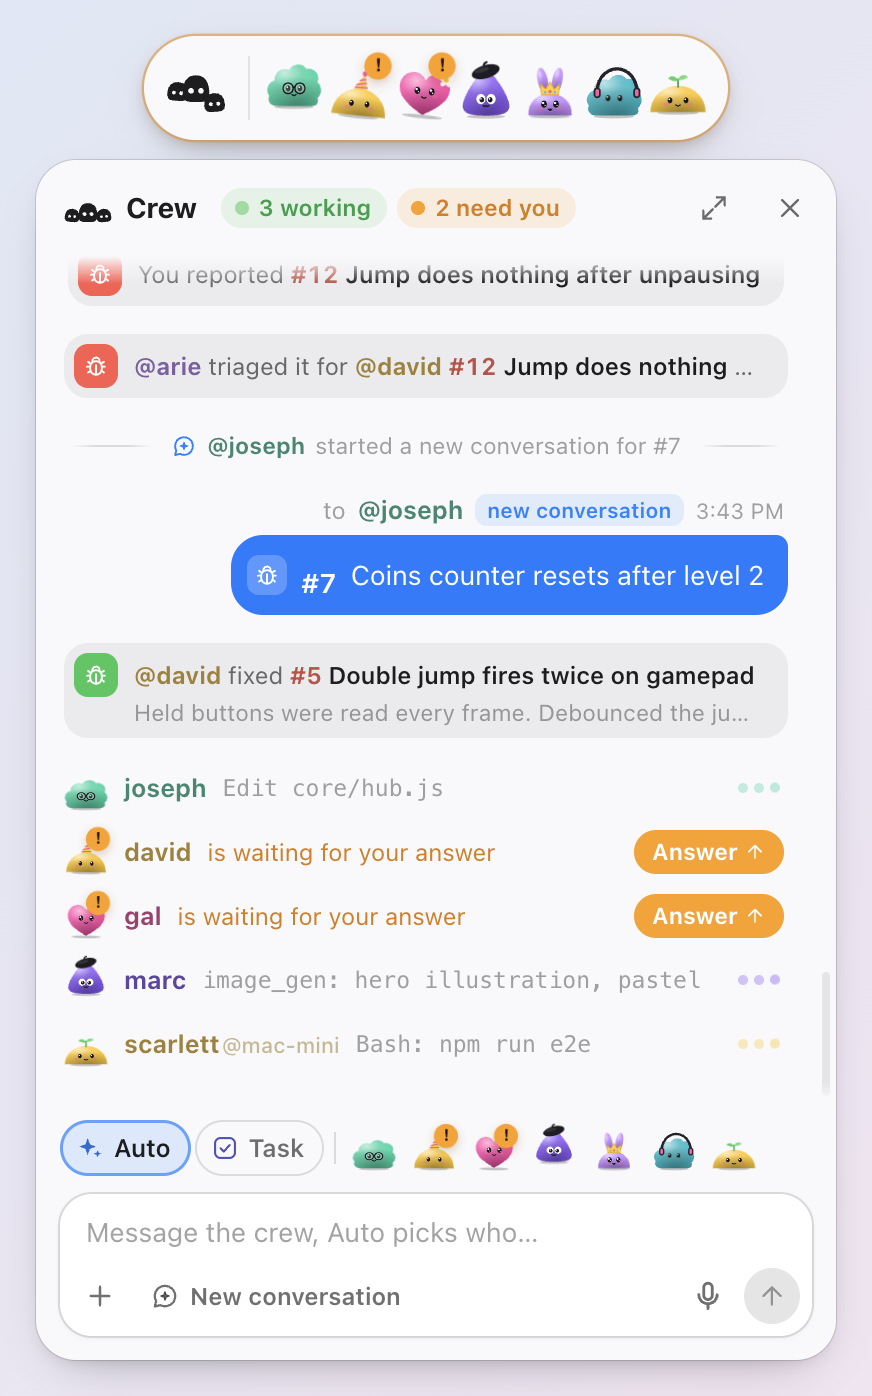 ! !
Crew 3 working 2 need you
You reported #12 Jump does nothing after unpausing
@arie triaged it for @david #12 Jump does nothing ...
@joseph started a new conversation for #7
to @joseph new conversation 3:43 PM
#7 Coins counter resets after level 2
@david fixed #5 Double jump fires twice on gamepad
Held buttons were read every frame. Debounced the ju...
joseph Edit core/hub.js
! david is waiting for your answer Answer ↑
! gal is waiting for your answer Answer ↑
marc image_gen: hero illustration, pastel
scarlett@mac-mini Bash: npm run e2e
Auto Task ! !
Message the crew, Auto picks who...
New conversation